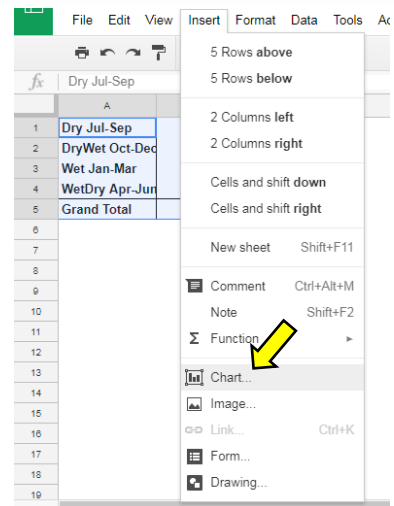 File Edit View Insert Format Data Tools
fx Dry Jul-Sep
A
1 Dry Jul-Sep
2 DryWet Oct-Dec
3 Wet Jan-Mar
4 WetDry Apr-Jun
5 Grand Total
6
7
8
9
10
11
12
13
14
15
16
17
18
19
5 Rows above
5 Rows below
2 Columns left
2 Columns right
Cells and shift down
Cells and shift right
New sheet Shift+F11
Comment Ctrl+Alt+M
Note Shift+F2
Σ Function ►
Chart...
Image...
Link... Ctrl+K
Form...
Drawing...